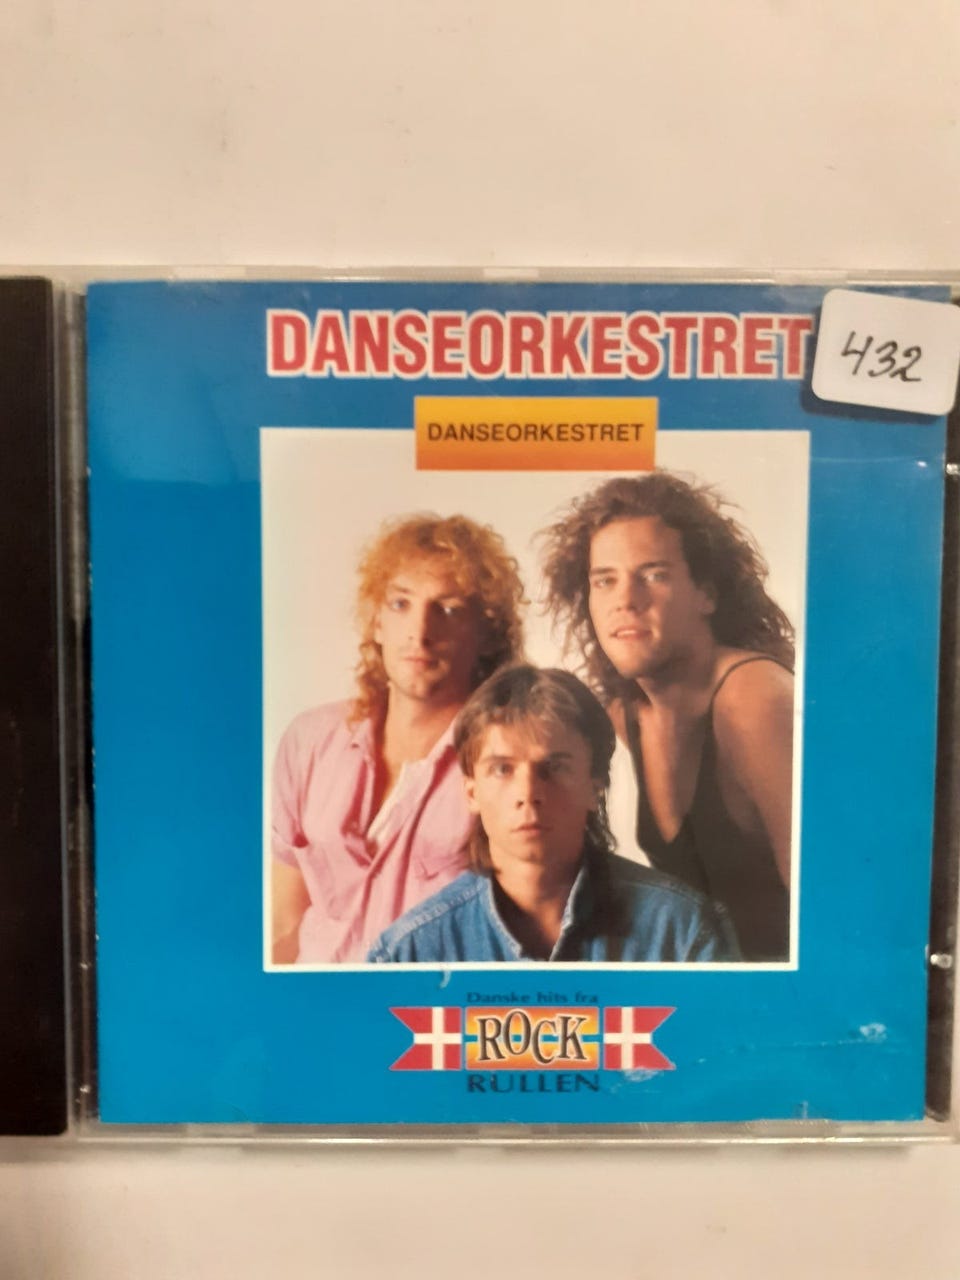 DANSEORKESTRET
432
DANSEORKESTRET
Danske hits fra
ROCK
RULLEN